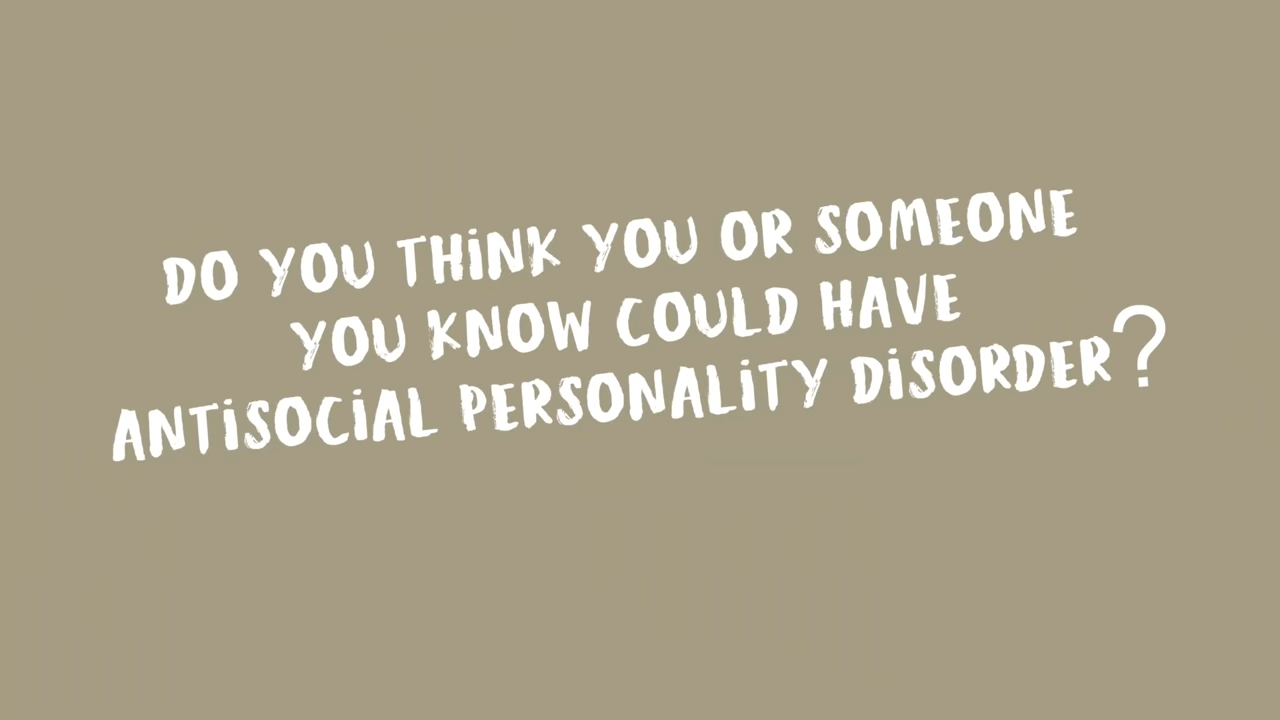 DO YOU THiNK YOU OR SOMEONE
YOU KNOW COULD HAVE
ANTiSOCiAL PERSONALiTY DiSORDER?